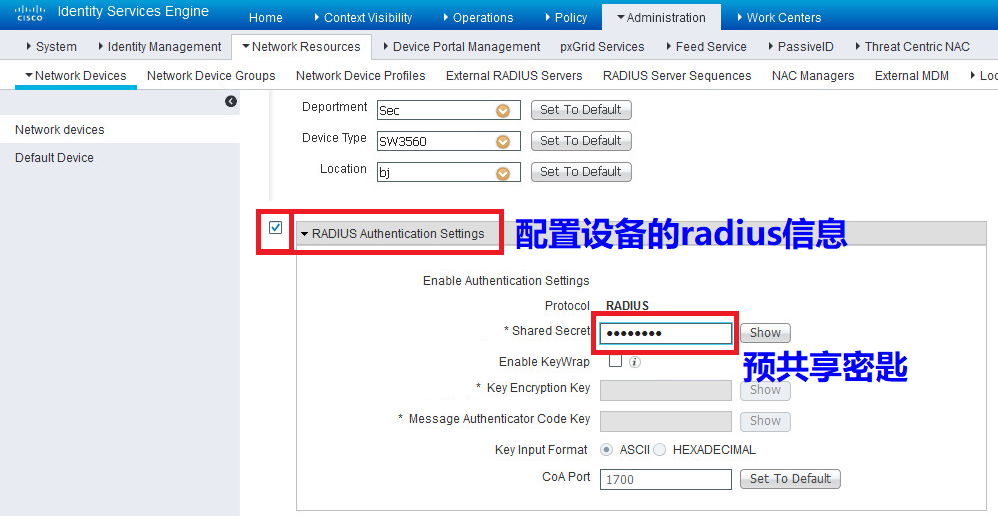 cisco Identity Services Engine Home Context Visibility Operations Policy Administration Work Centers
System Identity Management Network Resources Device Portal Management pxGrid Services Feed Service PassiveID Threat Centric NAC
Network Devices Network Device Groups Network Device Profiles External RADIUS Servers RADIUS Server Sequences NAC Managers External MDM Loc
Network devices
Default Device
Deportment Sec Set To Default
Device Type SW3560 Set To Default
Location bj Set To Default
RADIUS Authentication Settings 配置设备的radius信息
Enable Authentication Settings
Protocol RADIUS
* Shared Secret •••••••• Show
Enable KeyWrap i 预共享密匙
* Key Encryption Key Show
* Message Authenticator Code Key Show
Key Input Format ASCII HEXADECIMAL
CoA Port 1700 Set To Default